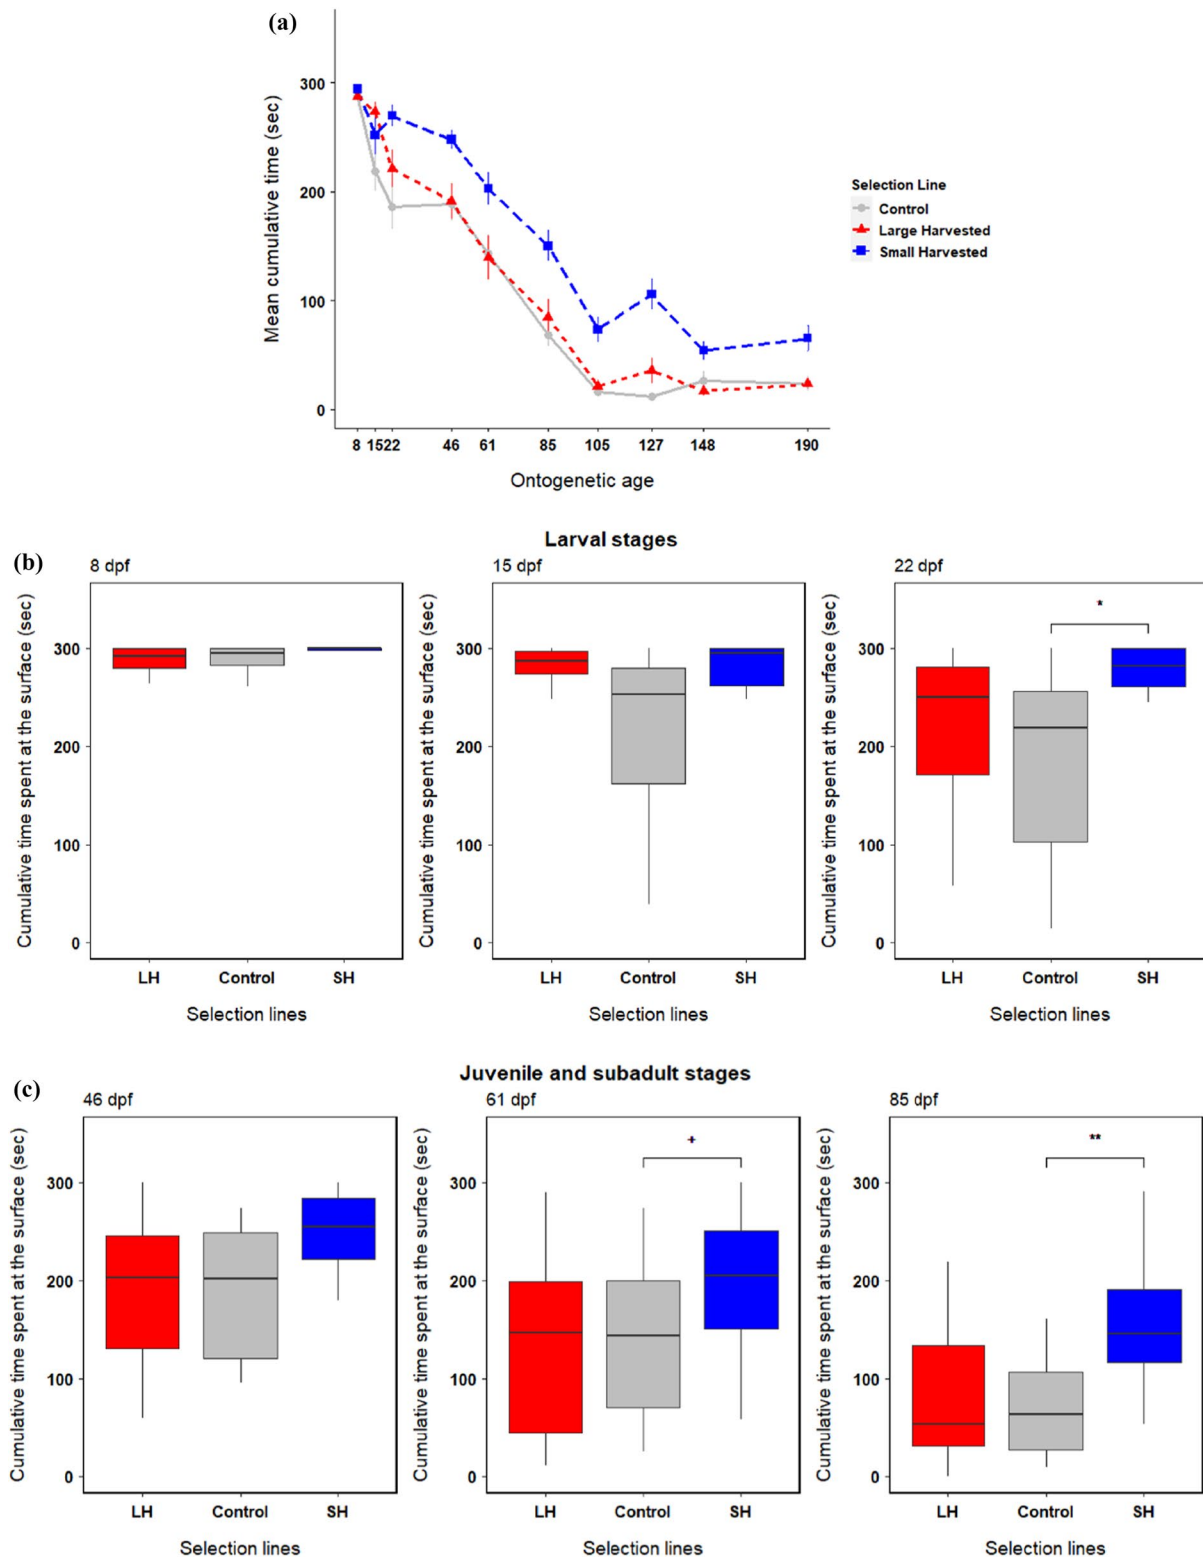 (a)
Mean cumulative time (sec)
300
200
100
0
8 15 22 46 61 85 105 127 148 190
Ontogenetic age
Selection Line
Control
Large Harvested
Small Harvested
Larval stages
(b)
8 dpf
Cumulative time spent at the surface (sec)
300
200
100
0
LH Control SH
Selection lines
15 dpf
Cumulative time spent at the surface (sec)
300
200
100
0
LH Control SH
Selection lines
22 dpf
Cumulative time spent at the surface (sec)
*
300
200
100
0
LH Control SH
Selection lines
(c)
Juvenile and subadult stages
46 dpf
Cumulative time spent at the surface (sec)
300
200
100
0
LH Control SH
Selection lines
61 dpf
Cumulative time spent at the surface (sec)
+
300
200
100
0
LH Control SH
Selection lines
85 dpf
Cumulative time spent at the surface (sec)
**
300
200
100
0
LH Control SH
Selection lines